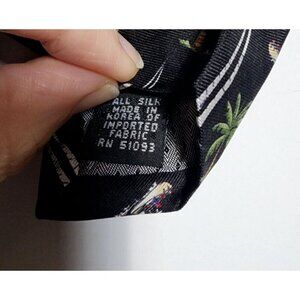 ALL SILK
MADE IN
KOREA OF
IMPORTED
FABRIC
RN 51093